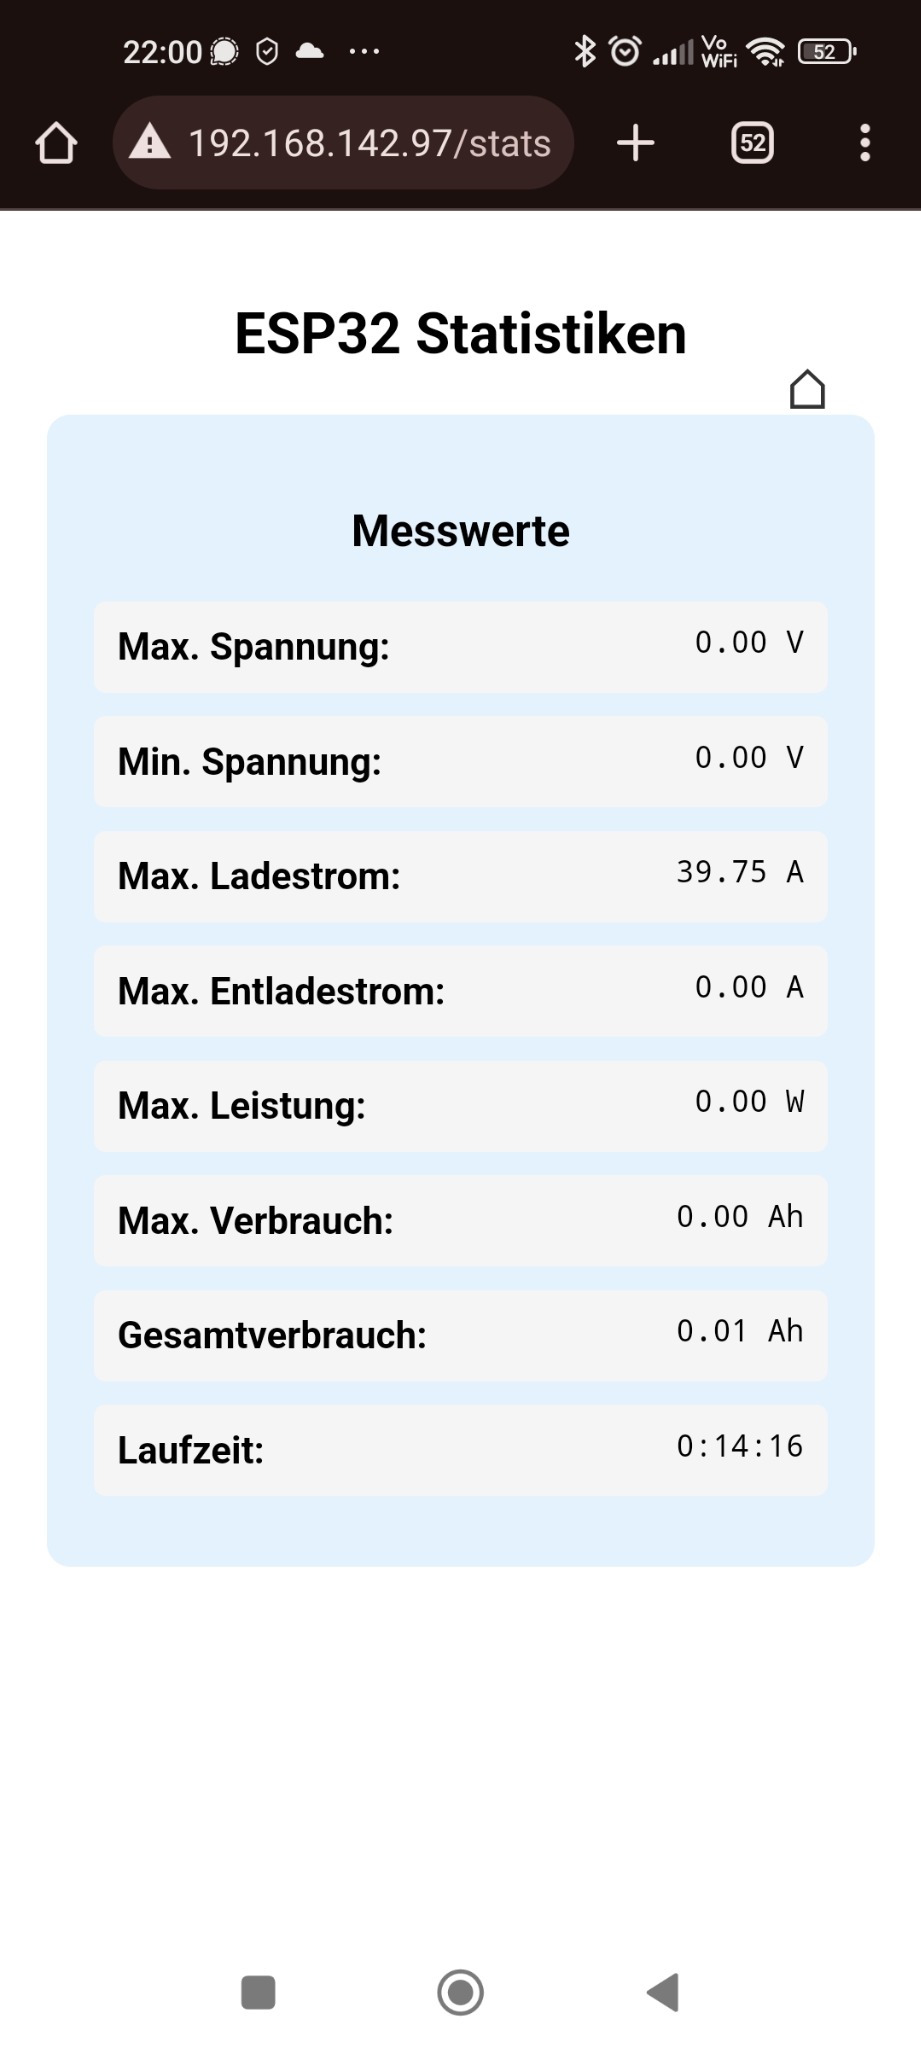 22:00
Vo
WiFi
52
192.168.142.97/stats
52
ESP32 Statistiken
Messwerte
Max. Spannung: 0.00 V
Min. Spannung: 0.00 V
Max. Ladestrom: 39.75 A
Max. Entladestrom: 0.00 A
Max. Leistung: 0.00 W
Max. Verbrauch: 0.00 Ah
Gesamtverbrauch: 0.01 Ah
Laufzeit: 0:14:16